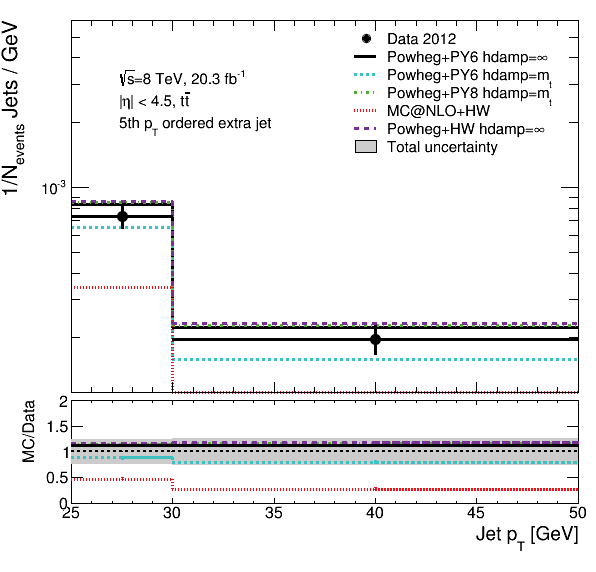 1/N_events Jets / GeV
√s=8 TeV, 20.3 fb⁻¹
|η| < 4.5, tt̄
5th p_T ordered extra jet
Data 2012
Powheg+PY6 hdamp=∞
Powheg+PY6 hdamp=m_t
Powheg+PY8 hdamp=m_t
MC@NLO+HW
Powheg+HW hdamp=∞
Total uncertainty
10⁻³
MC/Data
2
1.5
1
0.5
0
25 30 35 40 45 50
Jet p_T [GeV]